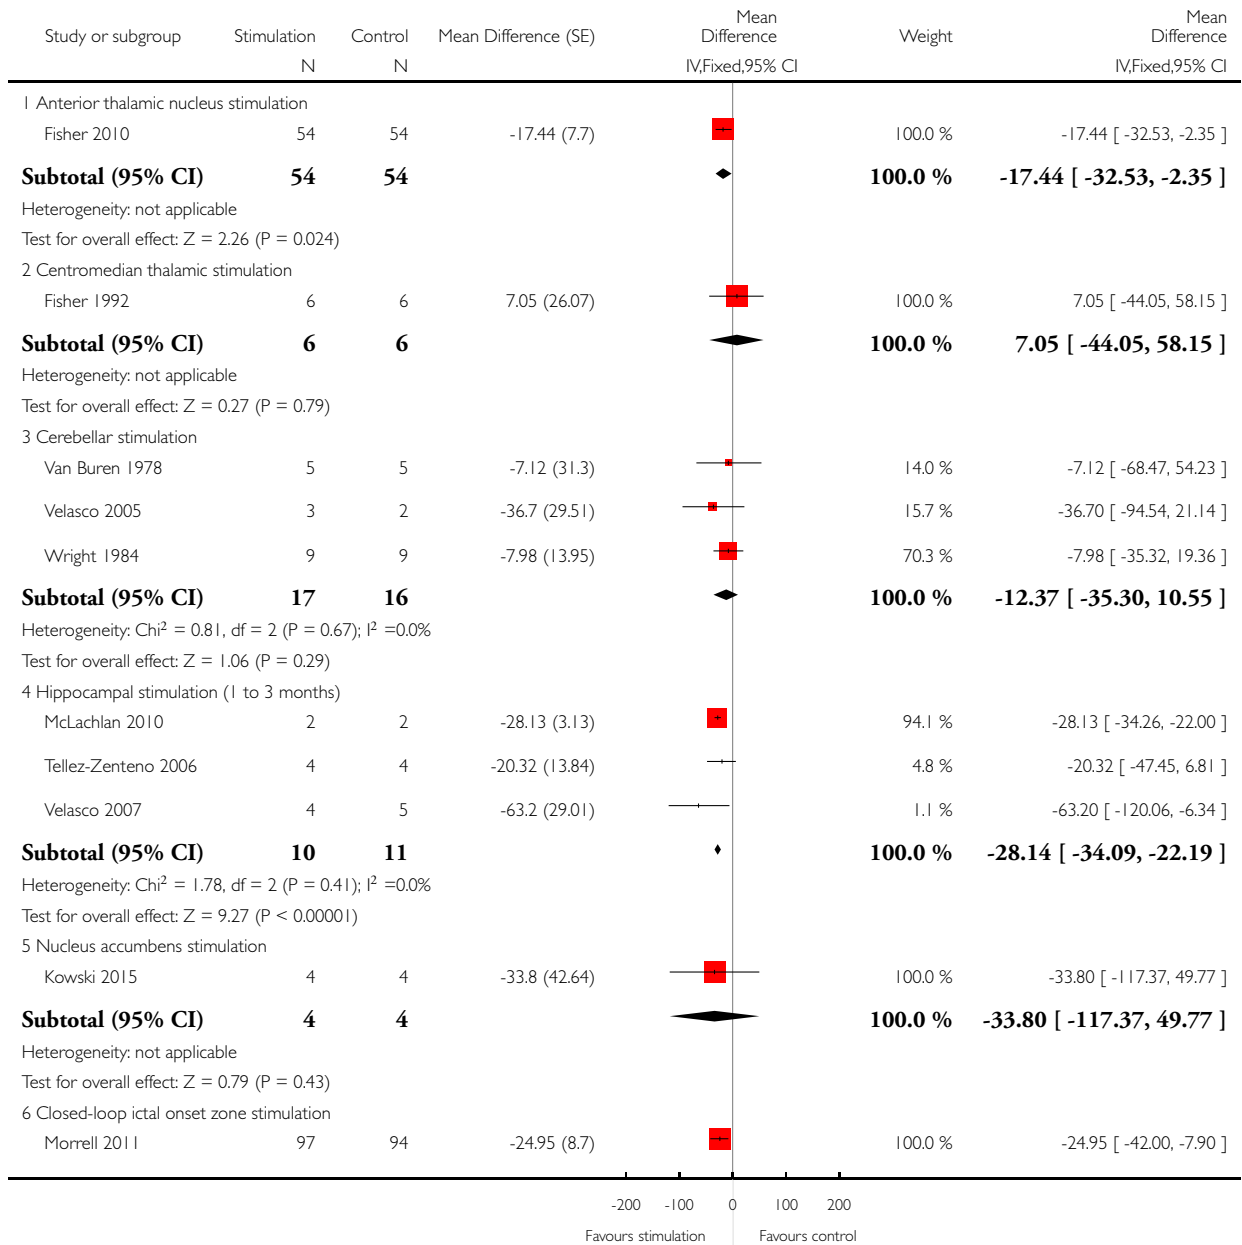 Mean Mean
Study or subgroup Stimulation Control Mean Difference (SE) Difference Weight Difference
N N IV,Fixed,95% CI IV,Fixed,95% CI
1 Anterior thalamic nucleus stimulation
Fisher 2010 54 54 -17.44 (7.7) 100.0 % -17.44 [ -32.53, -2.35 ]
Subtotal (95% CI) 54 54 100.0 % -17.44 [ -32.53, -2.35 ]
Heterogeneity: not applicable
Test for overall effect: Z = 2.26 (P = 0.024)
2 Centromedian thalamic stimulation
Fisher 1992 6 6 7.05 (26.07) 100.0 % 7.05 [ -44.05, 58.15 ]
Subtotal (95% CI) 6 6 100.0 % 7.05 [ -44.05, 58.15 ]
Heterogeneity: not applicable
Test for overall effect: Z = 0.27 (P = 0.79)
3 Cerebellar stimulation
Van Buren 1978 5 5 -7.12 (31.3) 14.0 % -7.12 [ -68.47, 54.23 ]
Velasco 2005 3 2 -36.7 (29.51) 15.7 % -36.70 [ -94.54, 21.14 ]
Wright 1984 9 9 -7.98 (13.95) 70.3 % -7.98 [ -35.32, 19.36 ]
Subtotal (95% CI) 17 16 100.0 % -12.37 [ -35.30, 10.55 ]
Heterogeneity: Chi² = 0.81, df = 2 (P = 0.67); I² =0.0%
Test for overall effect: Z = 1.06 (P = 0.29)
4 Hippocampal stimulation (1 to 3 months)
McLachlan 2010 2 2 -28.13 (3.13) 94.1 % -28.13 [ -34.26, -22.00 ]
Tellez-Zenteno 2006 4 4 -20.32 (13.84) 4.8 % -20.32 [ -47.45, 6.81 ]
Velasco 2007 4 5 -63.2 (29.01) 1.1 % -63.20 [ -120.06, -6.34 ]
Subtotal (95% CI) 10 11 100.0 % -28.14 [ -34.09, -22.19 ]
Heterogeneity: Chi² = 1.78, df = 2 (P = 0.41); I² =0.0%
Test for overall effect: Z = 9.27 (P < 0.00001)
5 Nucleus accumbens stimulation
Kowski 2015 4 4 -33.8 (42.64) 100.0 % -33.80 [ -117.37, 49.77 ]
Subtotal (95% CI) 4 4 100.0 % -33.80 [ -117.37, 49.77 ]
Heterogeneity: not applicable
Test for overall effect: Z = 0.79 (P = 0.43)
6 Closed-loop ictal onset zone stimulation
Morrell 2011 97 94 -24.95 (8.7) 100.0 % -24.95 [ -42.00, -7.90 ]
-200 -100 0 100 200
Favours stimulation Favours control